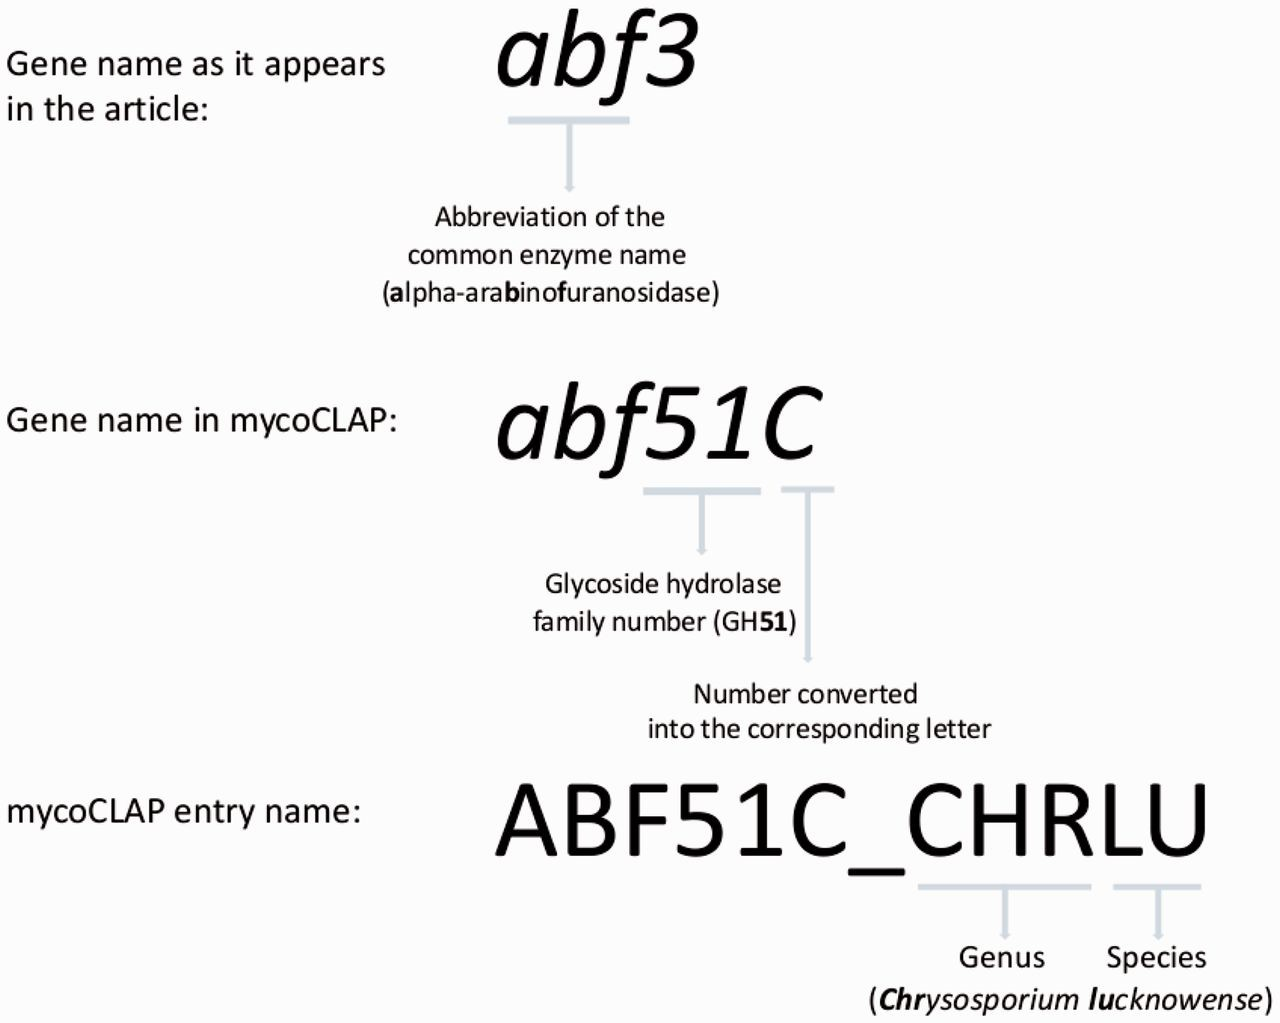 Gene name as it appears
in the article:
abf3
Abbreviation of the
common enzyme name
(alpha-arabinofuranosidase)
Gene name in mycoCLAP:
abf51C
Glycoside hydrolase
family number (GH51)
Number converted
into the corresponding letter
mycoCLAP entry name:
ABF51C_CHRLU
Genus Species
(Chrysosporium lucknowense)